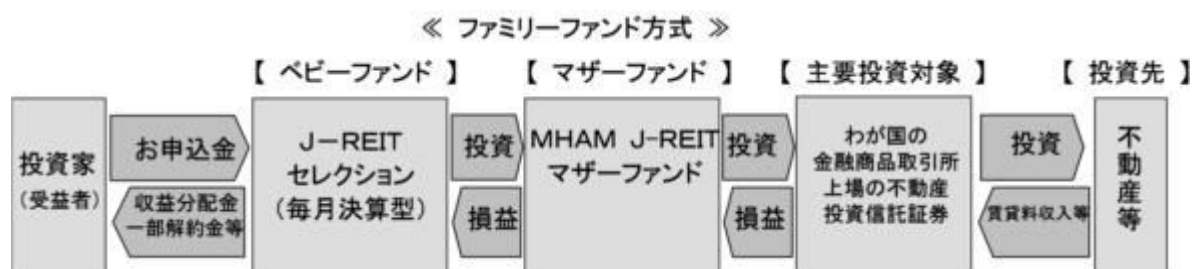 ≪ ファミリーファンド方式 ≫
【 ベビーファンド 】
【 マザーファンド 】
【 主要投資対象 】
【 投資先 】
投資家
(受益者)
お申込金
収益分配金
一部解約金等
J-REIT
セレクション
(毎月決算型)
投資
損益
MHAM J-REIT
マザーファンド
投資
損益
わが国の
金融商品取引所
上場の不動産
投資信託証券
投資
賃貸料収入等
不動産等